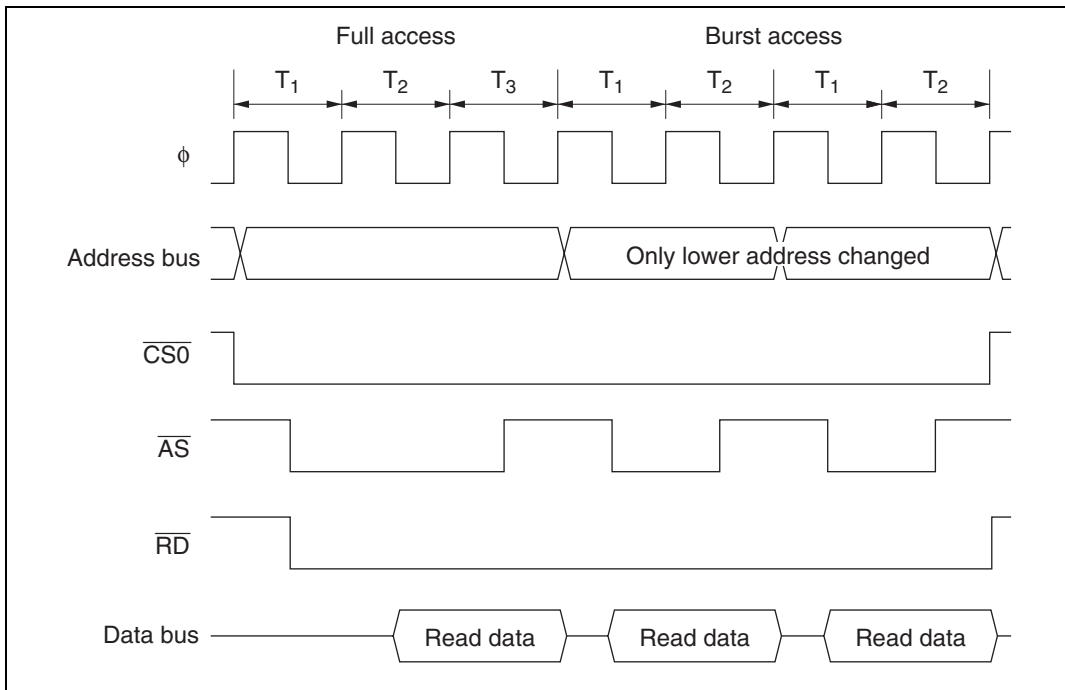 Full access Burst access
T1 T2 T3 T1 T2 T1 T2
ϕ
Address bus Only lower address changed
CS0
AS
RD
Data bus Read data Read data Read data